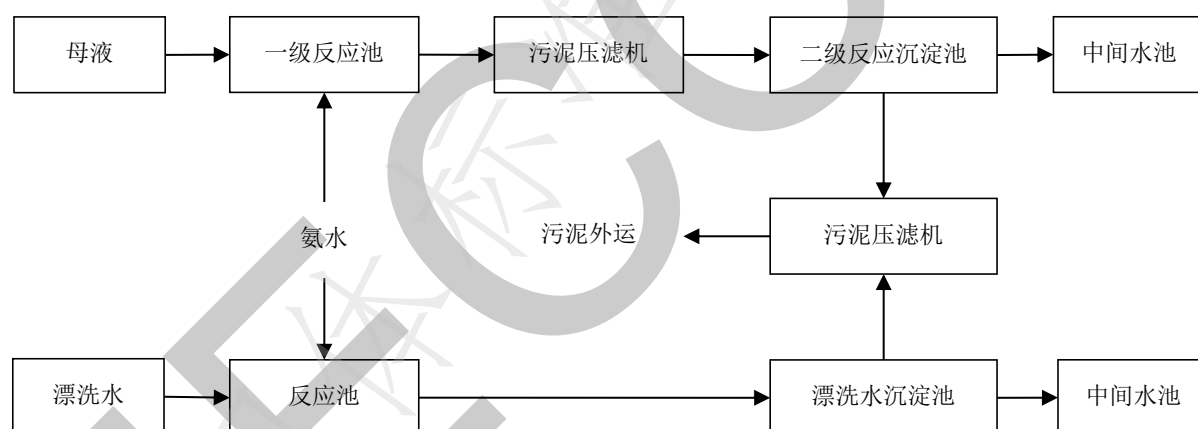 母液
一级反应池
污泥压滤机
二级反应沉淀池
中间水池
氨水
污泥外运
污泥压滤机
漂洗水
反应池
漂洗水沉淀池
中间水池